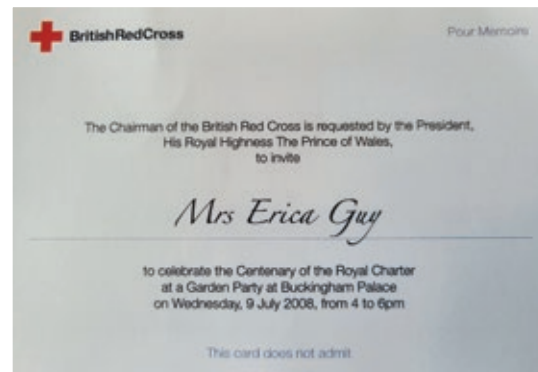 BritishRedCross
Pour Memoire
The Chairman of the British Red Cross is requested by the President,
His Royal Highness The Prince of Wales,
to invite
Mrs Erica Guy
to celebrate the Centenary of the Royal Charter
at a Garden Party at Buckingham Palace
on Wednesday, 9 July 2008, from 4 to 6pm
This card does not admit